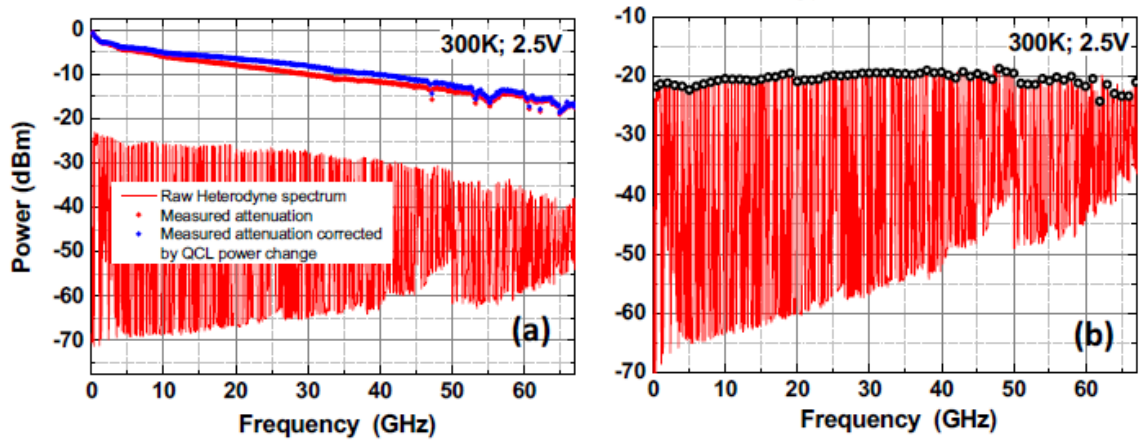 0
-10
-20
-30
-40
-50
-60
-70
Power (dBm)
300K; 2.5V
Raw Heterodyne spectrum
Measured attenuation
Measured attenuation corrected
by QCL power change
(a)
0 10 20 30 40 50 60
Frequency (GHz)
-10
-20
-30
-40
-50
-60
-70
300K; 2.5V
(b)
0 10 20 30 40 50 60
Frequency (GHz)